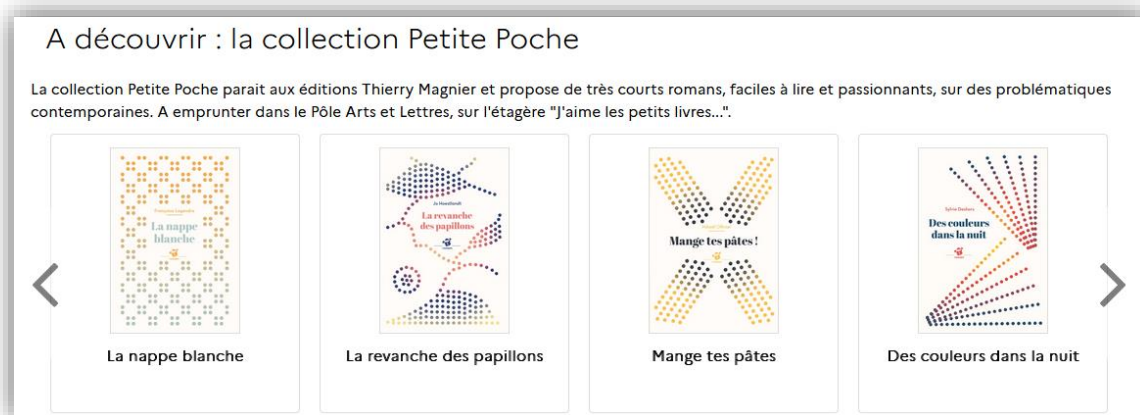 A découvrir : la collection Petite Poche
La collection Petite Poche parait aux éditions Thierry Magnier et propose de très courts romans, faciles à lire et passionnants, sur des problématiques
contemporaines. A emprunter dans le Pôle Arts et Lettres, sur l'étagère "J'aime les petits livres...".
La nappe
blanche
La revanche
des papillons
Mange tes pâtes !
Des couleurs
dans la nuit
La nappe blanche
La revanche des papillons
Mange tes pâtes
Des couleurs dans la nuit